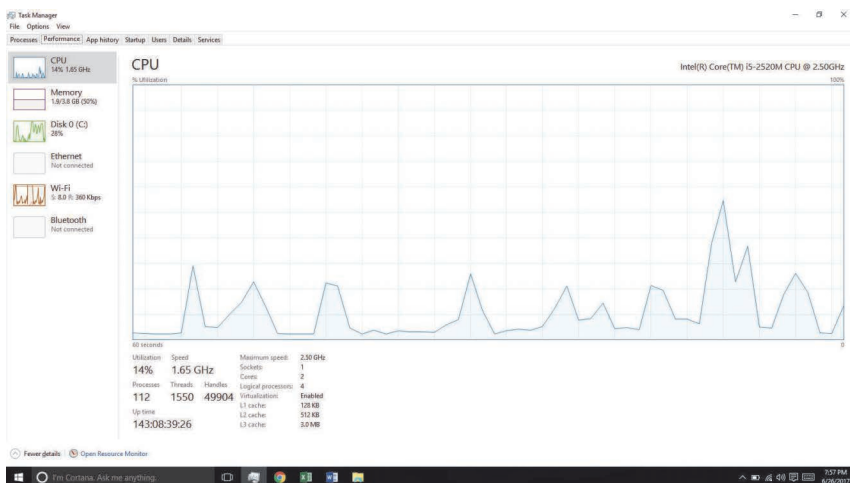 Task Manager
File Options View
Processes Performance App history Startup Users Details Services
CPU
14% 1.65 GHz
Memory
1.9/3.8 GB (50%)
Disk 0 (C:)
28%
Ethernet
Not connected
Wi-Fi
S: 8.0 R: 360 Kbps
Bluetooth
Not connected
CPU
Intel(R) Core(TM) i5-2520M CPU @ 2.50GHz
% Utilization
100%
60 seconds
0
Utilization Speed
14% 1.65 GHz
Processes Threads Handles
112 1550 49904
Up time
143:08:39:26
Maximum speed: 2.50 GHz
Sockets: 1
Cores: 2
Logical processors: 4
Virtualization: Enabled
L1 cache: 128 KB
L2 cache: 512 KB
L3 cache: 3.0 MB
Fewer details Open Resource Monitor
I'm Cortana. Ask me anything.
7:57 PM
6/26/2017